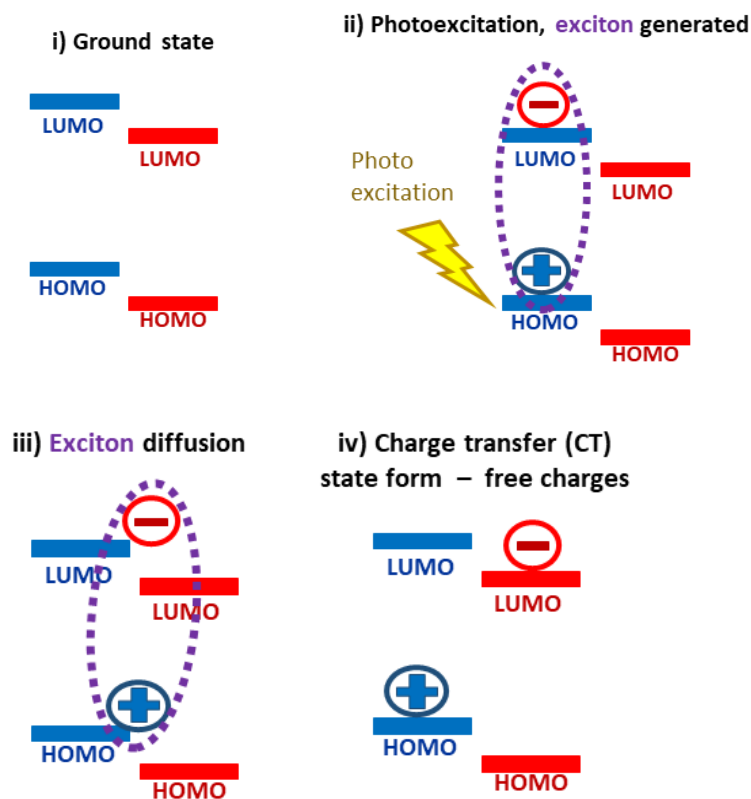 i) Ground state
LUMO
LUMO
HOMO
HOMO
ii) Photoexcitation, exciton generated
Photo
excitation
LUMO
LUMO
HOMO
HOMO
iii) Exciton diffusion
LUMO
LUMO
HOMO
HOMO
iv) Charge transfer (CT)
state form – free charges
LUMO
LUMO
HOMO
HOMO